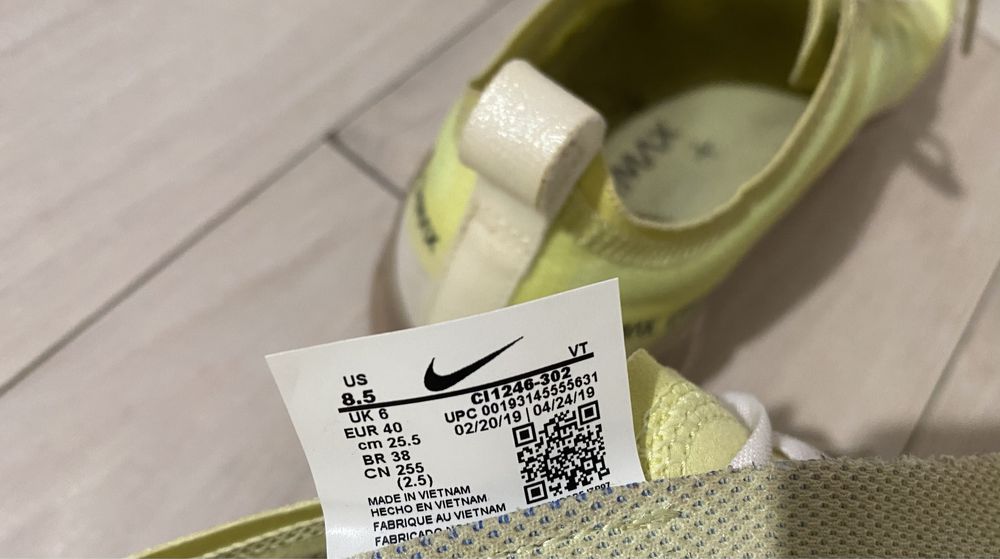 US
8.5
VT
CI1246-302
UK 6
UPC 00193145555631
EUR 40
02/20/19 | 04/24/19
cm 25.5
BR 38
CN 255
(2.5)
MADE IN VIETNAM
HECHO EN VIETNAM
FABRIQUE AU VIETNAM